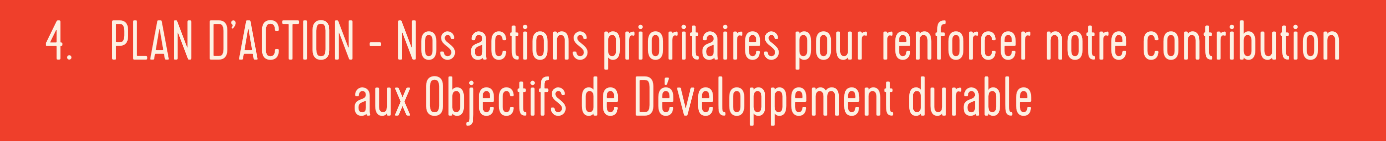 4. PLAN D'ACTION - Nos actions prioritaires pour renforcer notre contribution
aux Objectifs de Développement durable